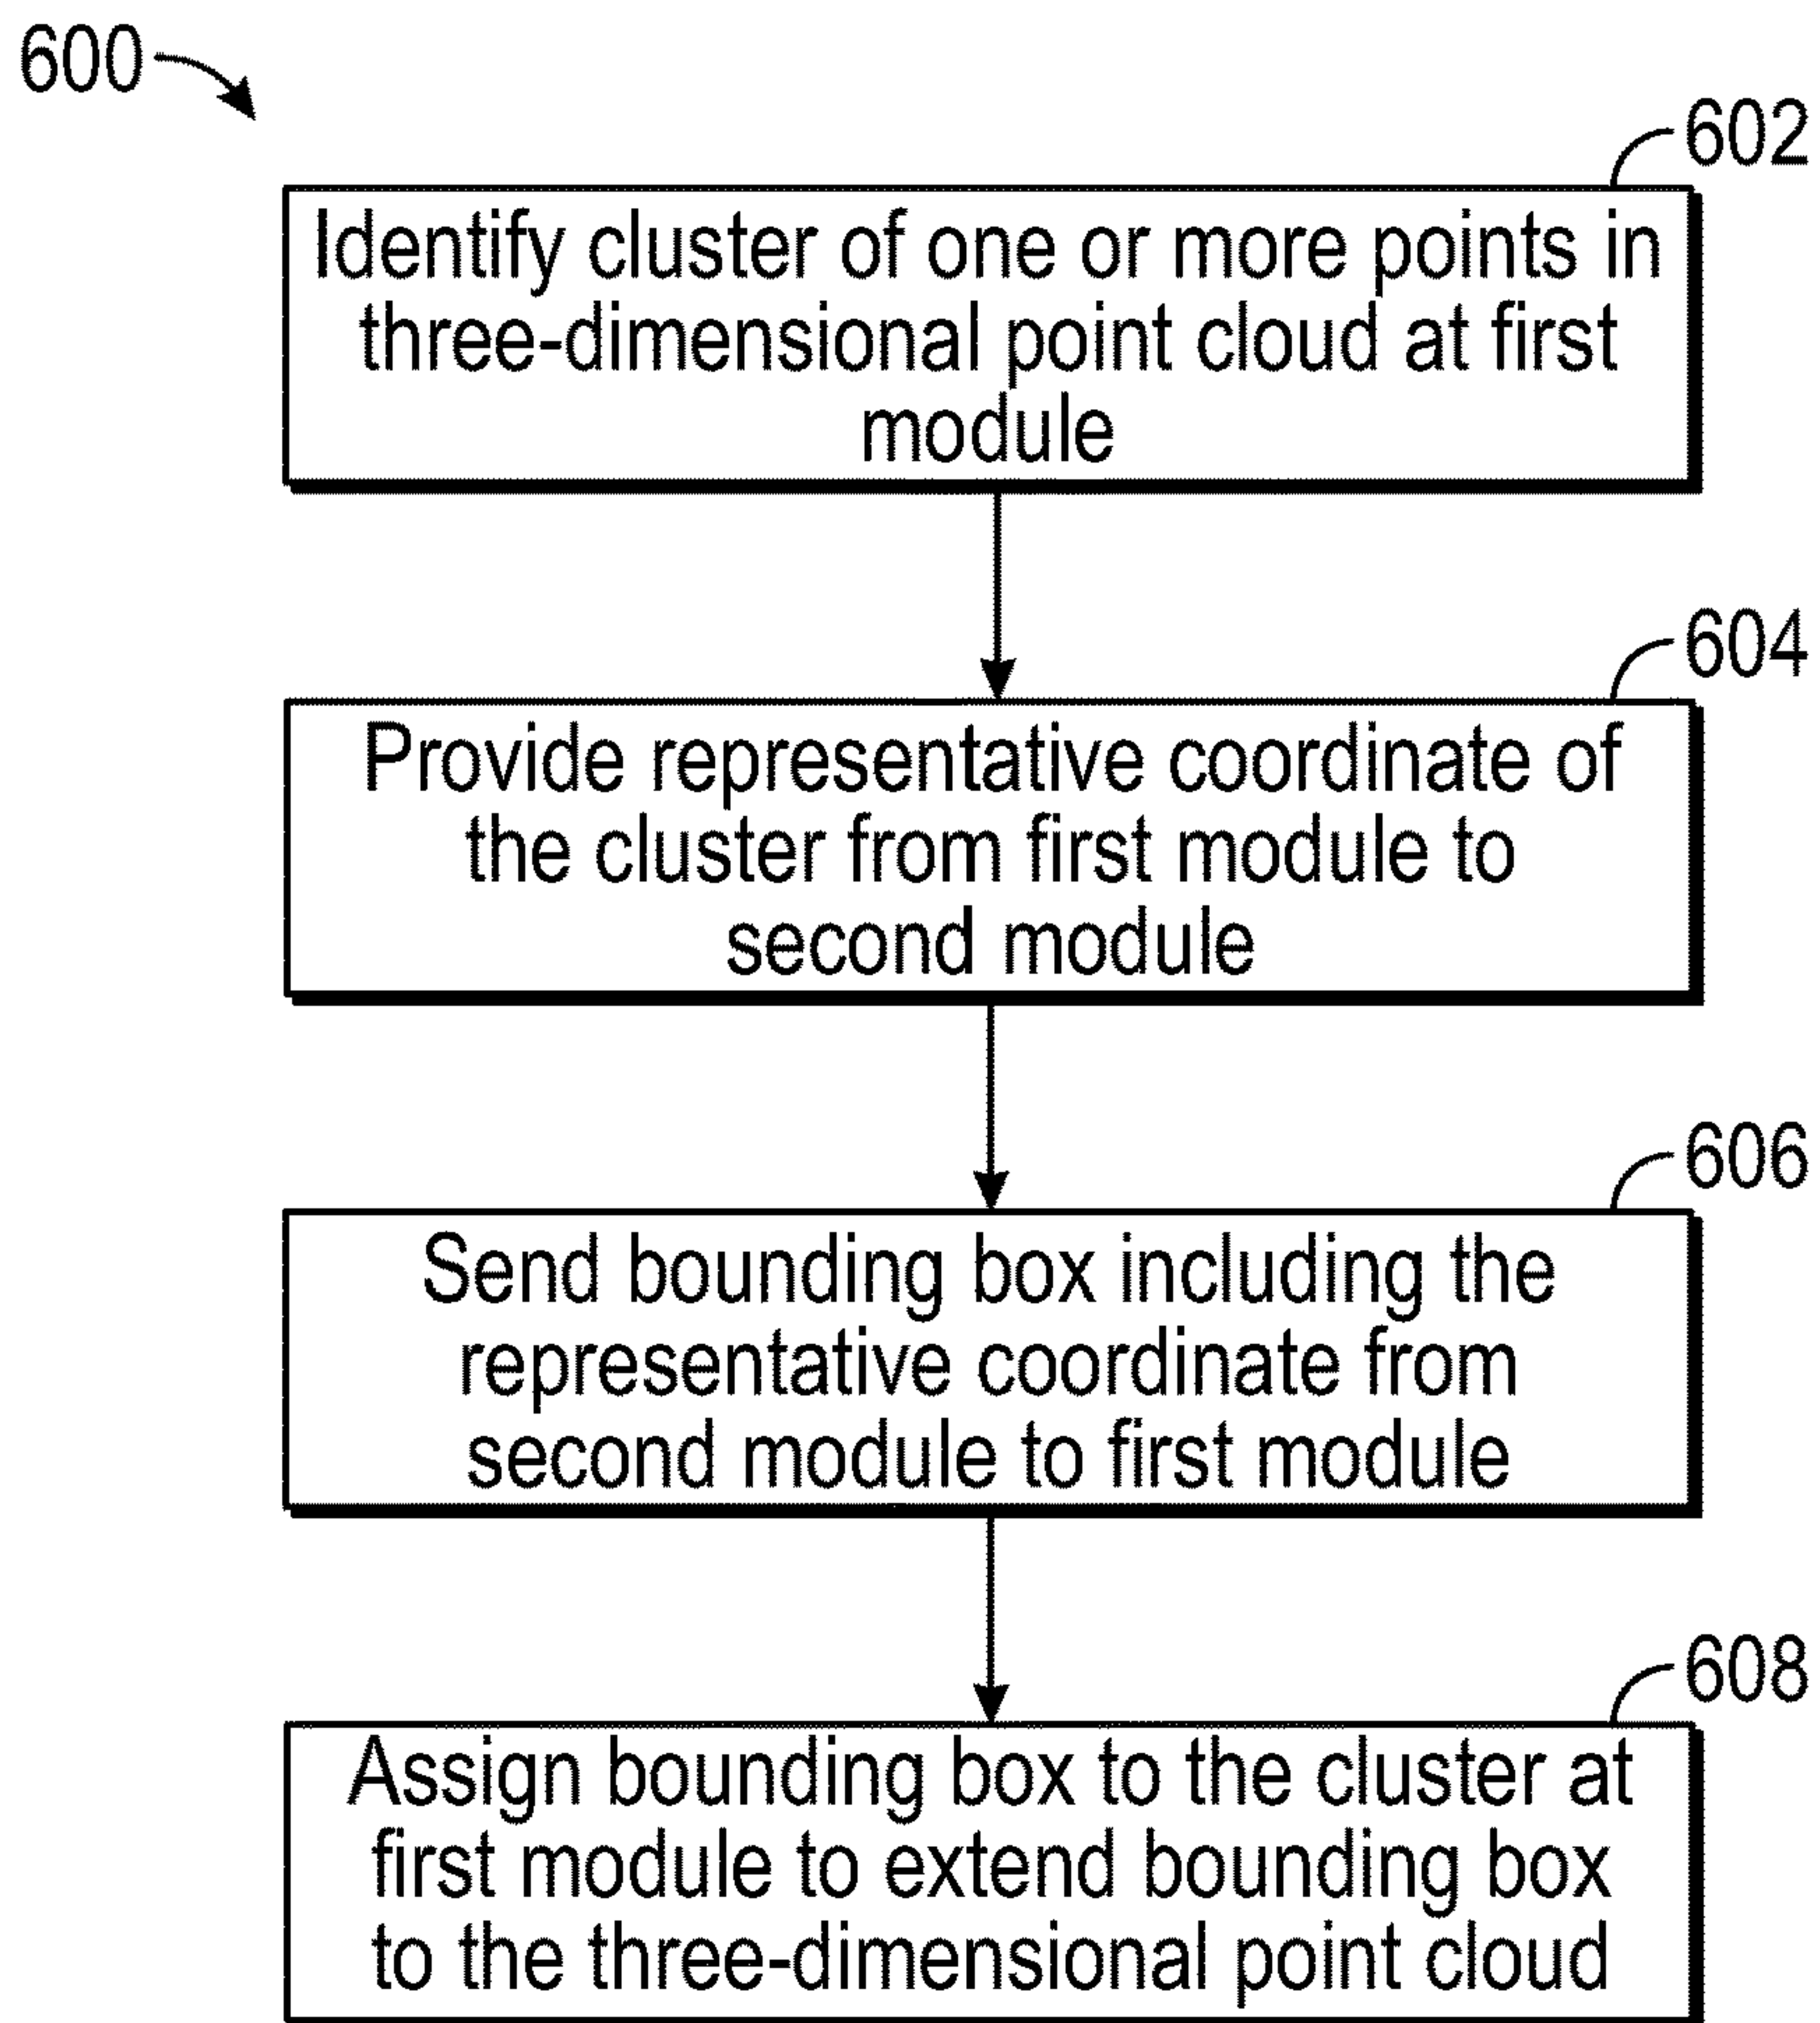 600
602
Identify cluster of one or more points in
three-dimensional point cloud at first
module
604
Provide representative coordinate of
the cluster from first module to
second module
606
Send bounding box including the
representative coordinate from
second module to first module
608
Assign bounding box to the cluster at
first module to extend bounding box
to the three-dimensional point cloud